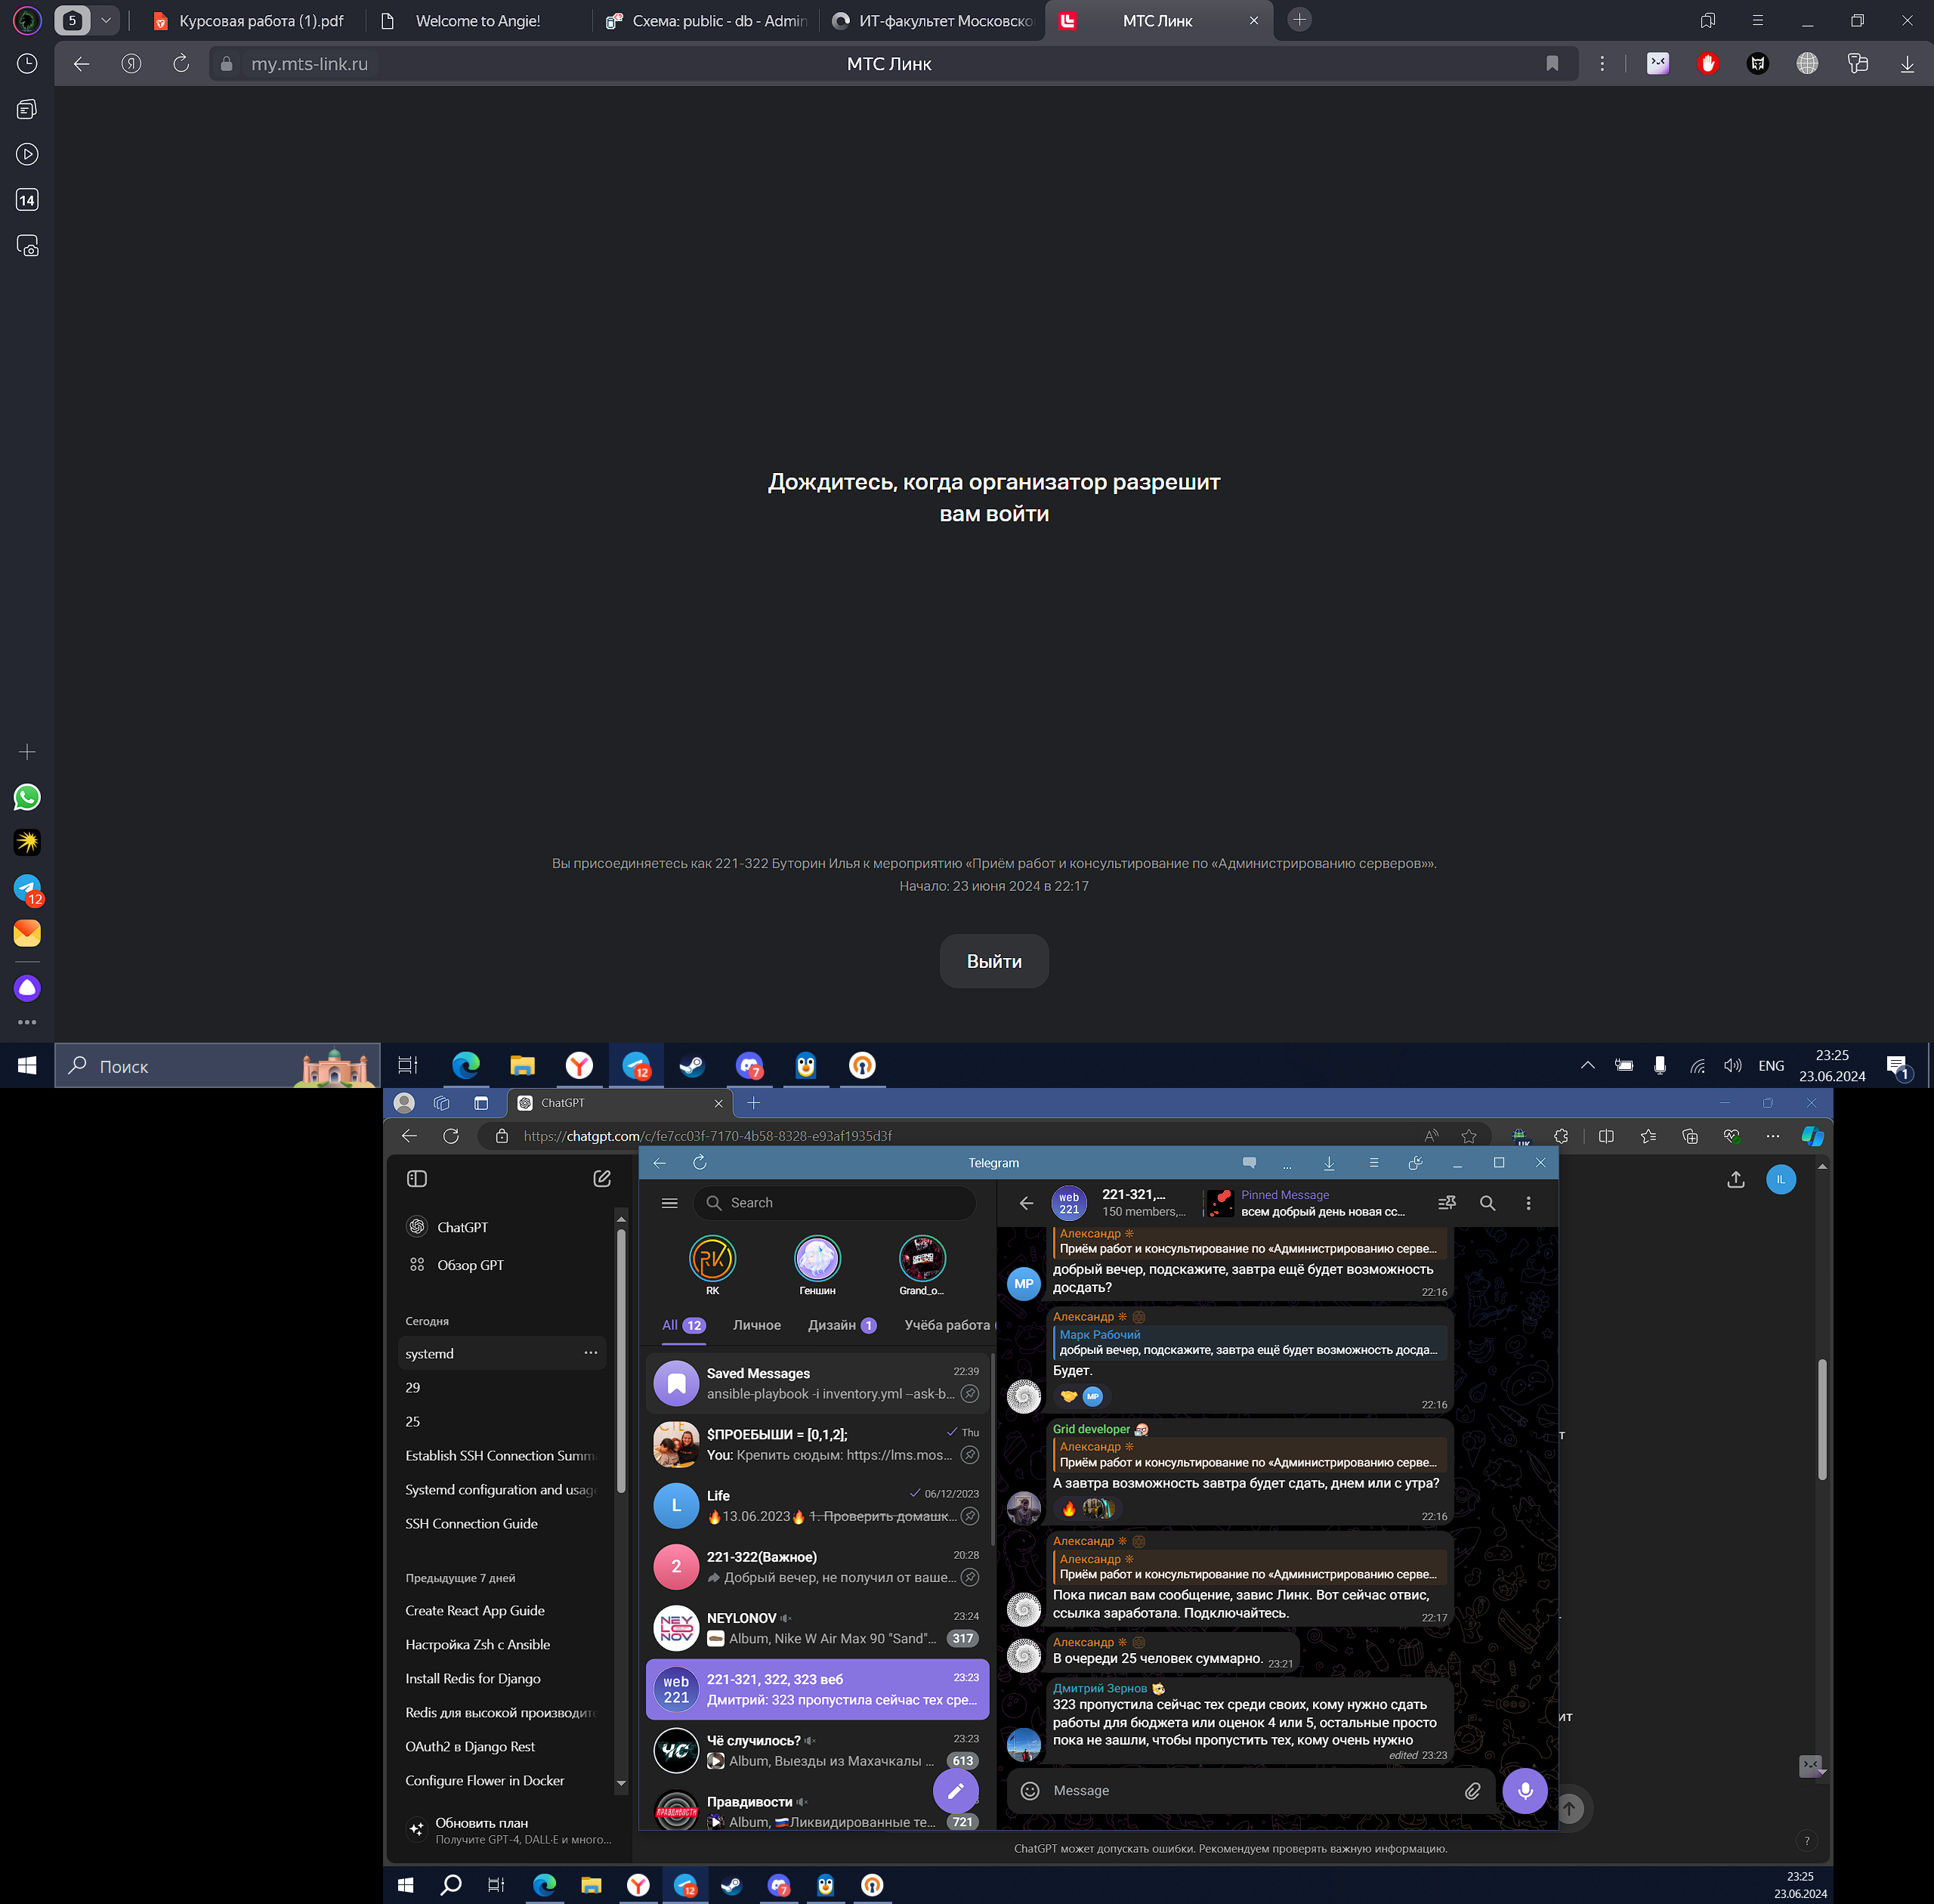 5
Курсовая работа (1).pdf
Welcome to Angie!
Схема: public - db - Admin
ИТ-факультет Московско
МТС Линк
my.mts-link.ru
МТС Линк
14
Дождитесь, когда организатор разрешит
вам войти
Вы присоединяетесь как 221-322 Буторин Илья к мероприятию «Приём работ и консультирование по «Администрированию серверов»».
Начало: 23 июня 2024 в 22:17
Выйти
12
Поиск
12
7
ENG
23:25
23.06.2024
1
ChatGPT
https://chatgpt.com/c/fe7cc03f-7170-4b58-8328-e93af1935d3f
UK
ChatGPT
Обзор GPT
Сегодня
systemd
29
25
Establish SSH Connection Summ
Systemd configuration and usag
SSH Connection Guide
Предыдущие 7 дней
Create React App Guide
Настройка Zsh с Ansible
Install Redis for Django
Redis для высокой производит
OAuth2 в Django Rest
Configure Flower in Docker
Обновить план
Получите GPT-4, DALL·E и много...
Telegram
Search
RK
Геншин
Grand_o...
All 12
Личное
Дизайн 1
Учёба работа
Saved Messages 22:39
ansible-playbook -i inventory.yml --ask-b...
$ПРОЕБЫШИ = [0,1,2]; Thu
You: Крепить сюдым: https://lms.mos...
L
Life 06/12/2023
🔥13.06.2023🔥 1. Проверить домашк...
2
221-322(Важное) 20:28
Добрый вечер, не получил от ваше...
NEYLONOV 23:24
Album, Nike W Air Max 90 "Sand"... 317
web
221
221-321, 322, 323 веб 23:23
Дмитрий: 323 пропустила сейчас тех сре...
ЧС
Чё случилось? 23:23
Album, Выезды из Махачкалы ... 613
ПРАВДИВОСТИ
Правдивости
Album, 🇷🇺Ликвидированные те... 721
web
221
221-321,...
150 members,...
Pinned Message
всем добрый день новая сс...
Александр
Приём работ и консультирование по «Администрированию серве...
MP
добрый вечер, подскажите, завтра ещё будет возможность
досдать?
22:16
Александр
Марк Рабочий
добрый вечер, подскажите, завтра ещё будет возможность досда...
Будет.
MP
22:16
Grid developer
Александр
Приём работ и консультирование по «Администрированию серве...
А завтра возможность завтра будет сдать, днем или с утра?
22:16
Александр
Александр
Приём работ и консультирование по «Администрированию серве...
Пока писал вам сообщение, завис Линк. Вот сейчас отвис,
ссылка заработала. Подключайтесь.
22:17
Александр
В очереди 25 человек суммарно. 23:21
Дмитрий Зернов
323 пропустила сейчас тех среди своих, кому нужно сдать
работы для бюджета или оценок 4 или 5, остальные просто
пока не зашли, чтобы пропустить тех, кому очень нужно
edited 23:23
Message
IL
т
ит
ChatGPT может допускать ошибки. Рекомендуем проверять важную информацию.
?
12
7
23:25
23.06.2024